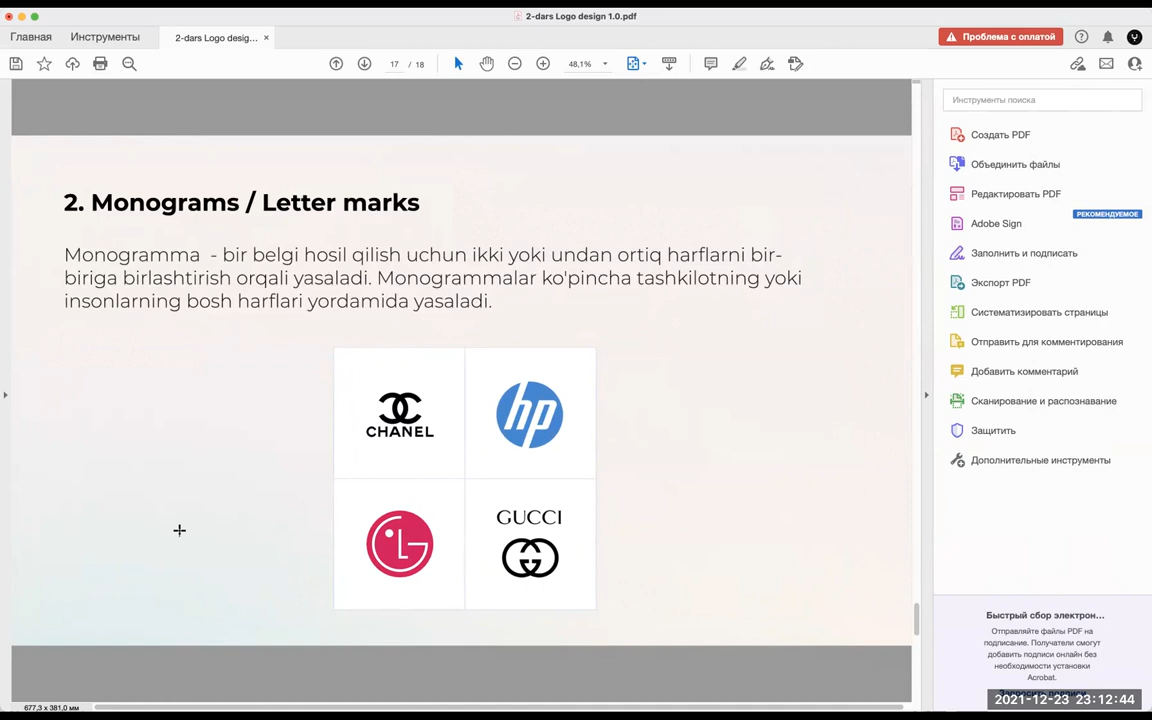 2-dars Logo design 1.0.pdf
Главная
Инструменты
2-dars Logo desig...
×
Проблема с оплатой
17 / 18
48,1%
Инструменты поиска
2. Monograms / Letter marks
Monogramma - bir belgi hosil qilish uchun ikki yoki undan ortiq harflarni bir-
biriga birlashtirish orqali yasaladi. Monogrammalar ko'pincha tashkilotning yoki
insonlarning bosh harflari yordamida yasaladi.
CHANEL
hp
LG
GUCCI
Создать PDF
Объединить файлы
Редактировать PDF
РЕКОМЕНДУЕМОЕ
Adobe Sign
Заполнить и подписать
Экспорт PDF
Систематизировать страницы
Отправить для комментирования
Добавить комментарий
Сканирование и распознавание
Защитить
Дополнительные инструменты
Быстрый сбор электрон...
Отправляйте файлы PDF на
подписание. Получатели смогут
добавить подписи онлайн без
необходимости установки
Acrobat.
Запросить подписи
677,3 x 381,0 мм
2021-12-23 23:12:44